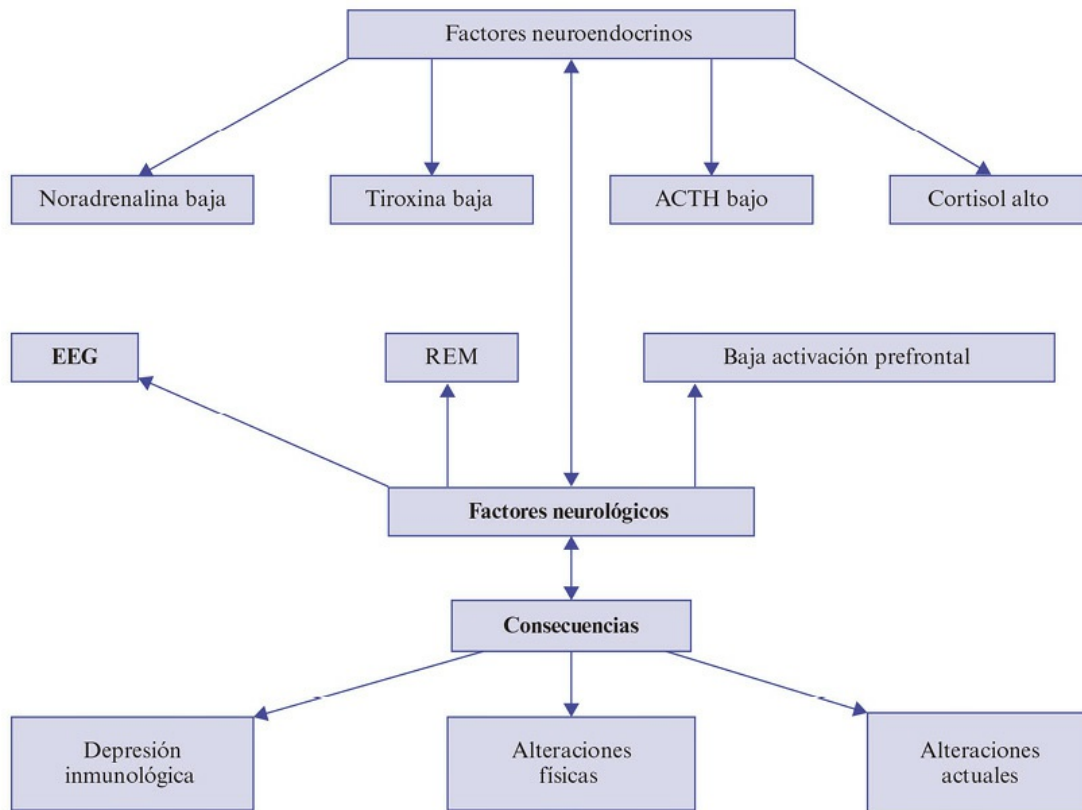 Factores neuroendocrinos
Noradrenalina baja
Tiroxina baja
ACTH bajo
Cortisol alto
EEG
REM
Baja activación prefrontal
Factores neurológicos
Consecuencias
Depresión
inmunológica
Alteraciones
físicas
Alteraciones
actuales